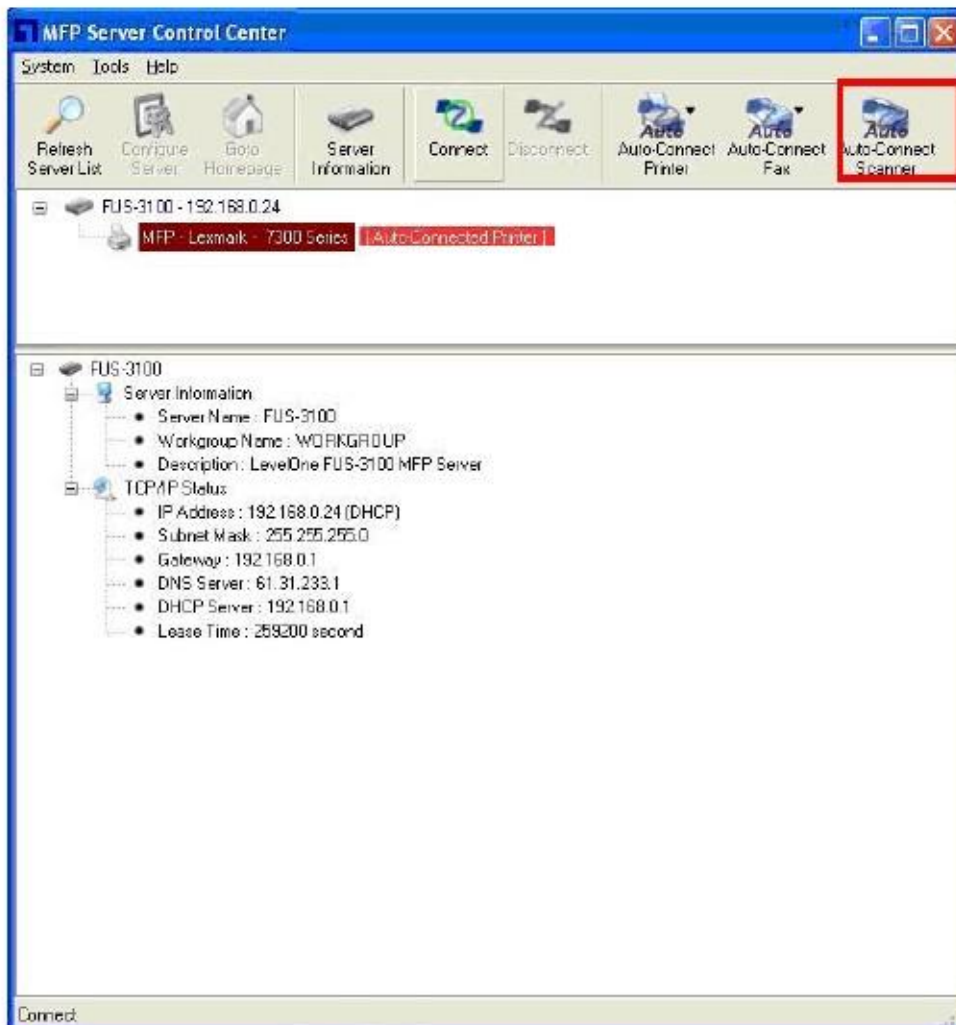 MFP Server Control Center
System Tools Help
Refresh Server List
Configure Server
Goto Homepage
Server Information
Connect
Disconnect
Auto
Auto-Connect Printer
Auto
Auto-Connect Fax
Auto
Auto-Connect Scanner
FUS-3100 - 192.168.0.24
MFP - Lexmark - 7300 Series [Auto-Connected Printer]
FUS-3100
Server Information
Server Name : FUS-3100
Workgroup Name : WORKGROUP
Description : LevelOne FUS-3100 MFP Server
TCP/IP Status
IP Address : 192.168.0.24 (DHCP)
Subnet Mask : 255.255.255.0
Gateway : 192.168.0.1
DNS Server : 61.31.233.1
DHCP Server : 192.168.0.1
Lease Time : 259200 second
Connect